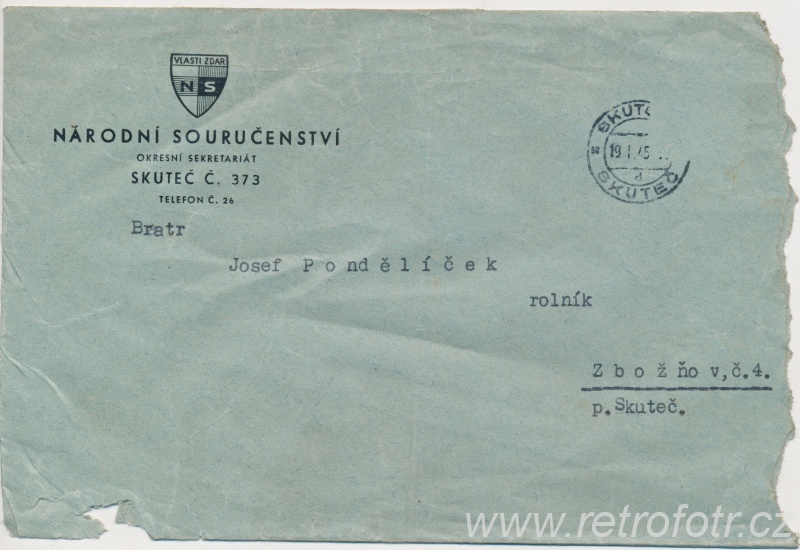 VLASTI ZDAR
NS
NÁRODNÍ SOURUČENSTVÍ
OKRESNÍ SEKRETARIÁT
SKUTEČ Č. 373
TELEFON Č. 26
SKUTEČ
19.I.45
a
SKUTEČ
Bratr
Josef Pondělíček
rolník
Zbožňov,č.4.
p.Skuteč.
www.retrofotr.cz